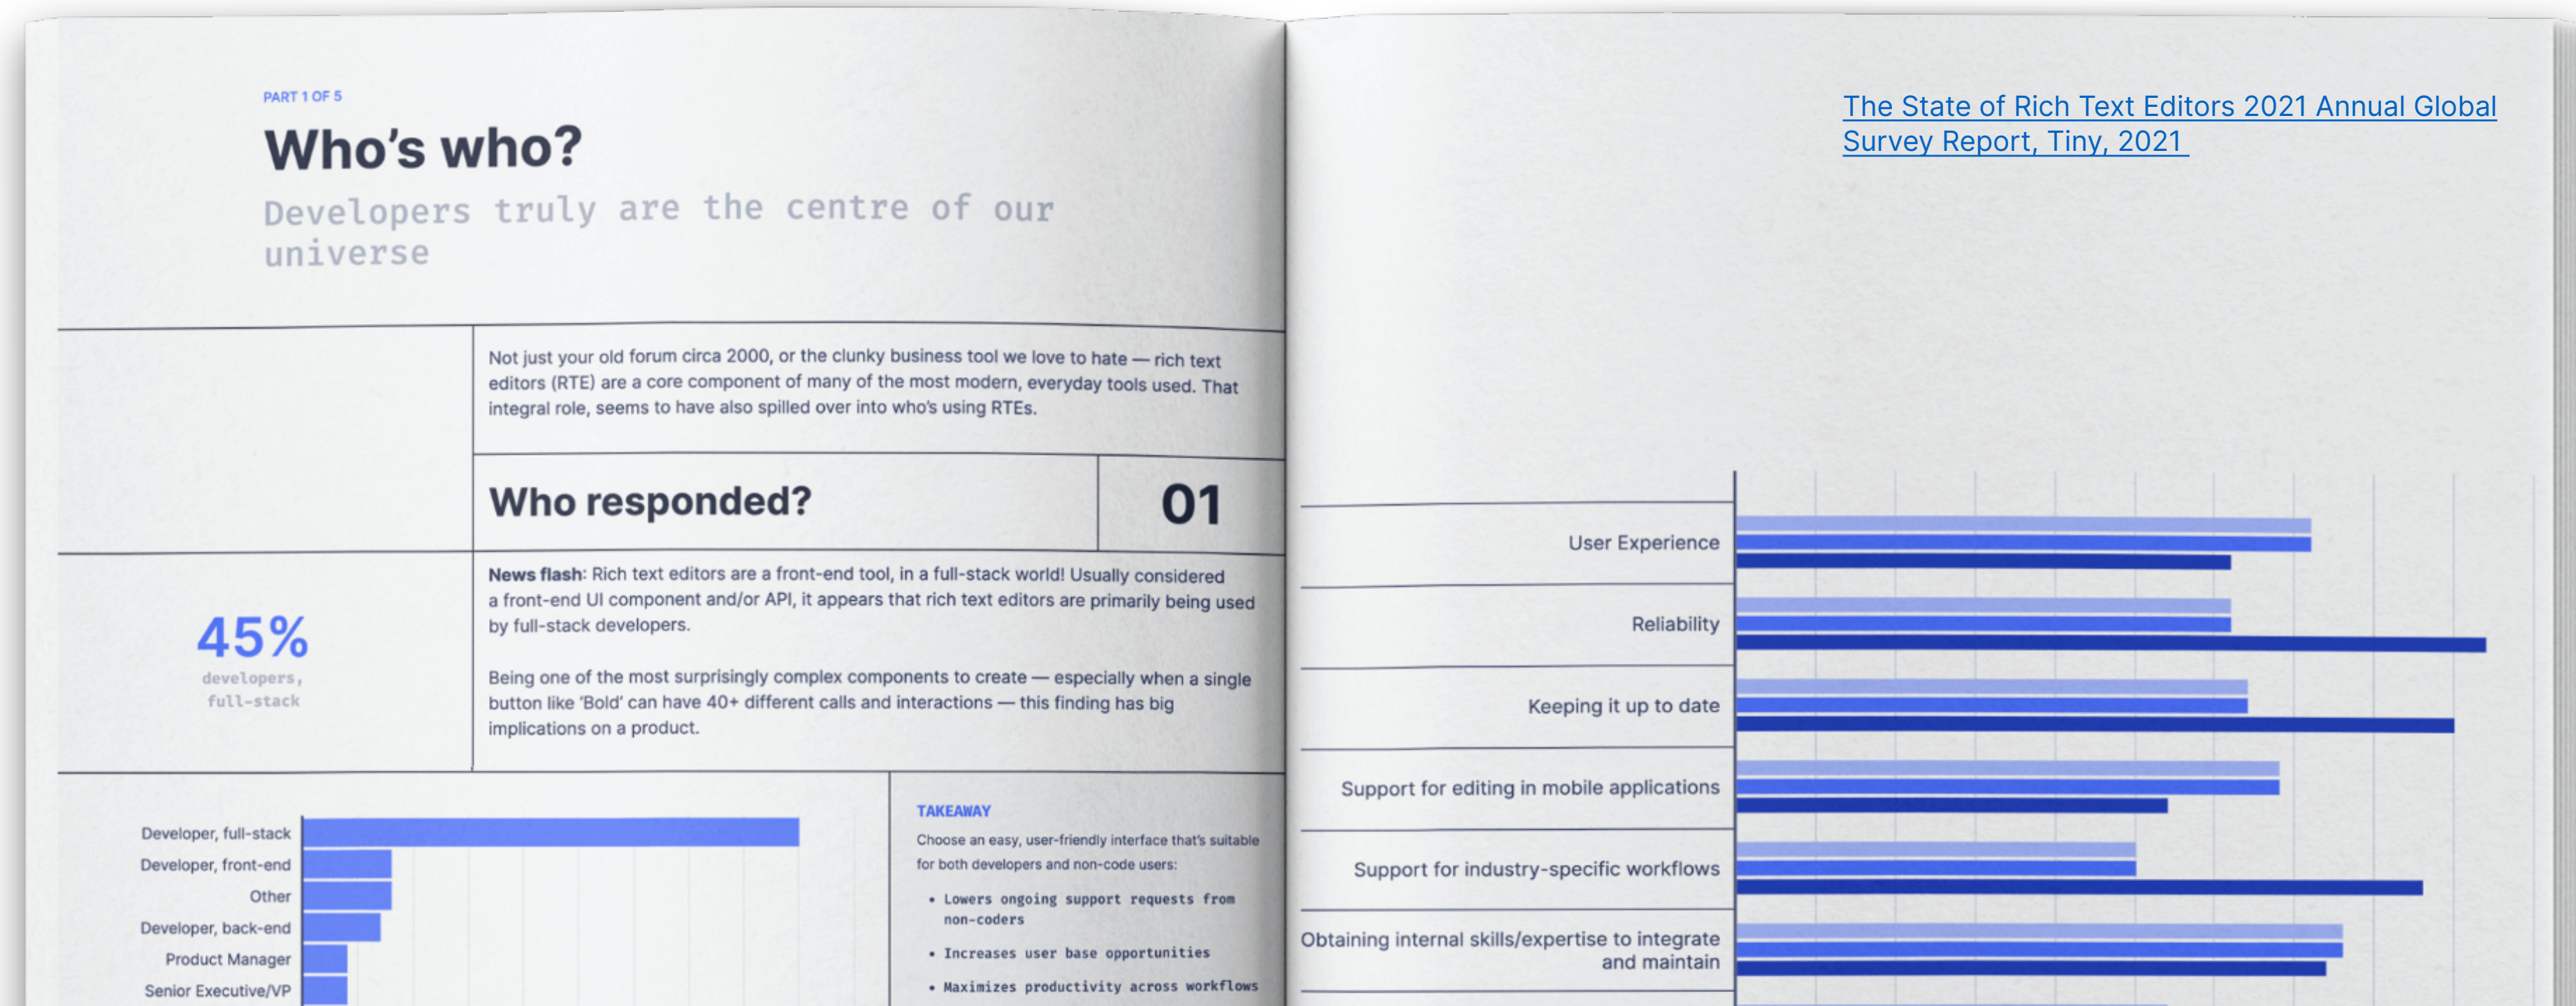 PART 1 OF 5
Who's who?
Developers truly are the centre of our
universe
Not just your old forum circa 2000, or the clunky business tool we love to hate — rich text
editors (RTE) are a core component of many of the most modern, everyday tools used. That
integral role, seems to have also spilled over into who's using RTEs.
Who responded?
01
45%
developers,
full-stack
News flash: Rich text editors are a front-end tool, in a full-stack world! Usually considered
a front-end UI component and/or API, it appears that rich text editors are primarily being used
by full-stack developers.
Being one of the most surprisingly complex components to create — especially when a single
button like 'Bold' can have 40+ different calls and interactions — this finding has big
implications on a product.
Developer, full-stack
Developer, front-end
Other
Developer, back-end
Product Manager
Senior Executive/VP
TAKEAWAY
Choose an easy, user-friendly interface that's suitable
for both developers and non-code users:
• Lowers ongoing support requests from
non-coders
• Increases user base opportunities
• Maximizes productivity across workflows
The State of Rich Text Editors 2021 Annual Global
Survey Report, Tiny, 2021
User Experience
Reliability
Keeping it up to date
Support for editing in mobile applications
Support for industry-specific workflows
Obtaining internal skills/expertise to integrate
and maintain